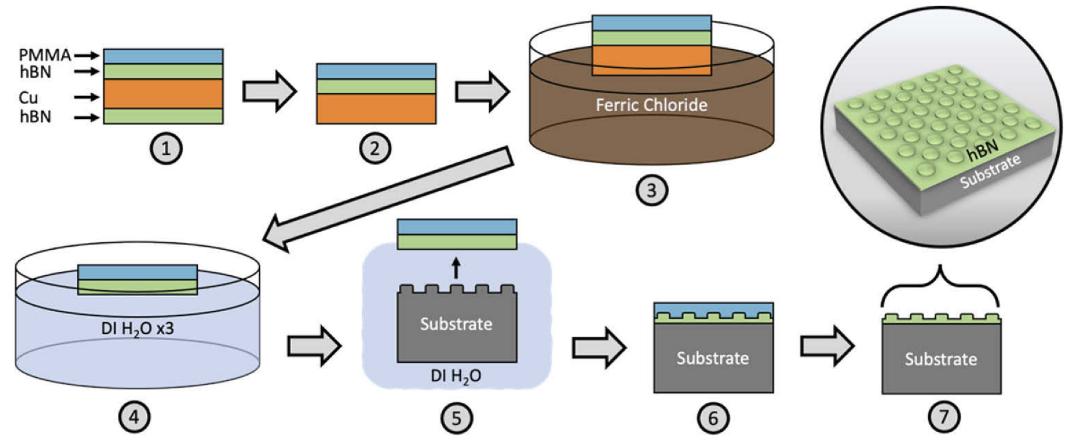 PMMA
hBN
Cu
hBN
1
2
Ferric Chloride
3
hBN
Substrate
DI H₂O x3
4
Substrate
DI H₂O
5
Substrate
6
Substrate
7